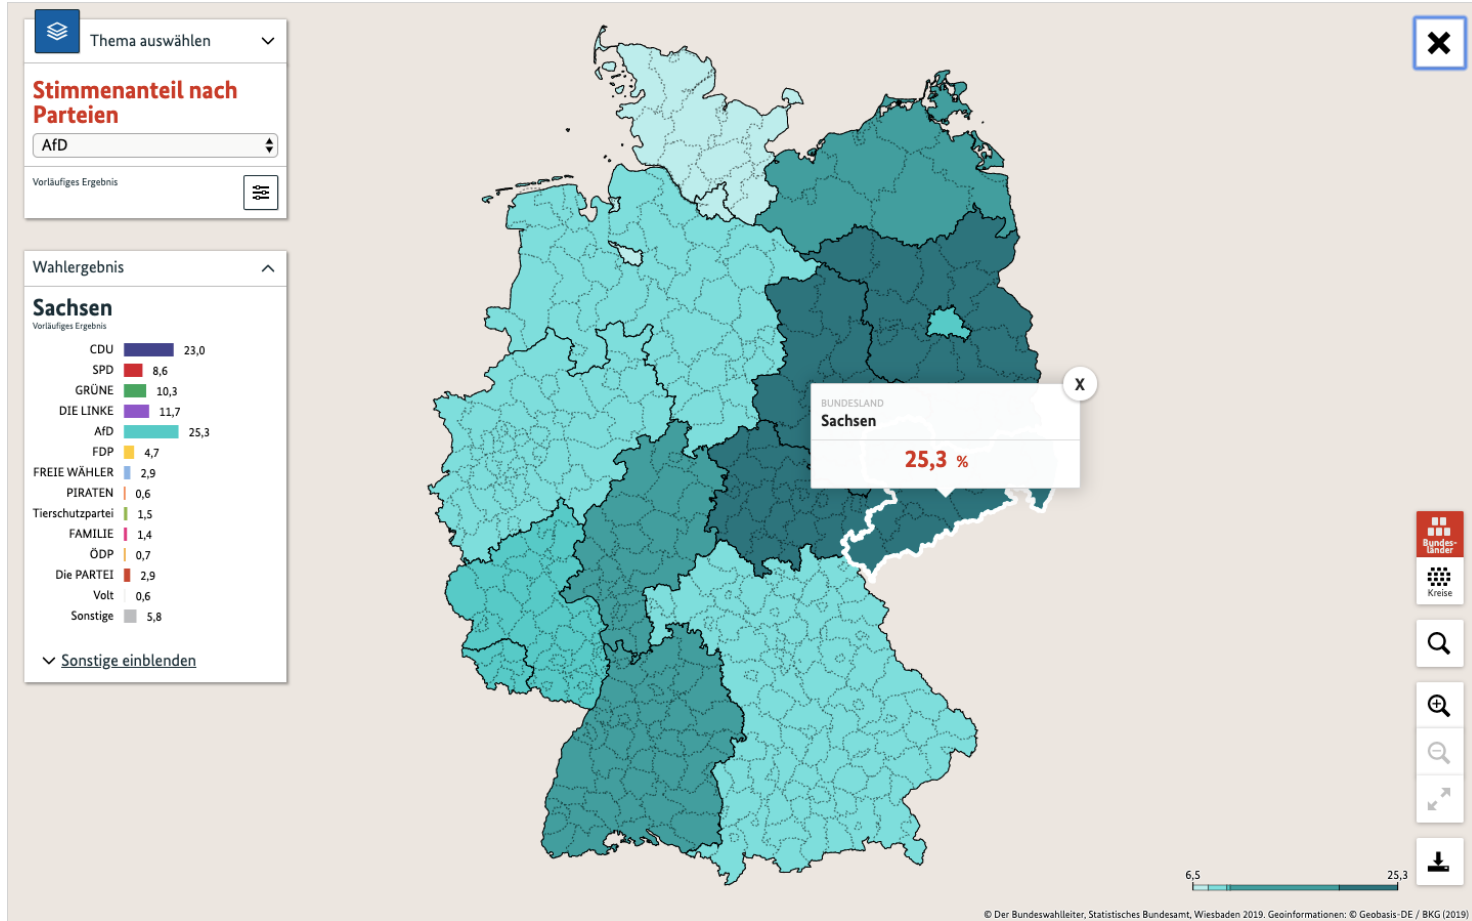 Thema auswählen
Stimmenanteil nach
Parteien
AfD
Vorläufiges Ergebnis
Wahlergebnis
Sachsen
Vorläufiges Ergebnis
CDU 23,0
SPD 8,6
GRÜNE 10,3
DIE LINKE 11,7
AfD 25,3
FDP 4,7
FREIE WÄHLER 2,9
PIRATEN 0,6
Tierschutzpartei 1,5
FAMILIE 1,4
ÖDP 0,7
Die PARTEI 2,9
Volt 0,6
Sonstige 5,8
Sonstige einblenden
X
BUNDESLAND
Sachsen
25,3 %
Bundes-
länder
Kreise
6,5 25,3
© Der Bundeswahlleiter, Statistisches Bundesamt, Wiesbaden 2019. Geoinformationen: © Geobasis-DE / BKG (2019)